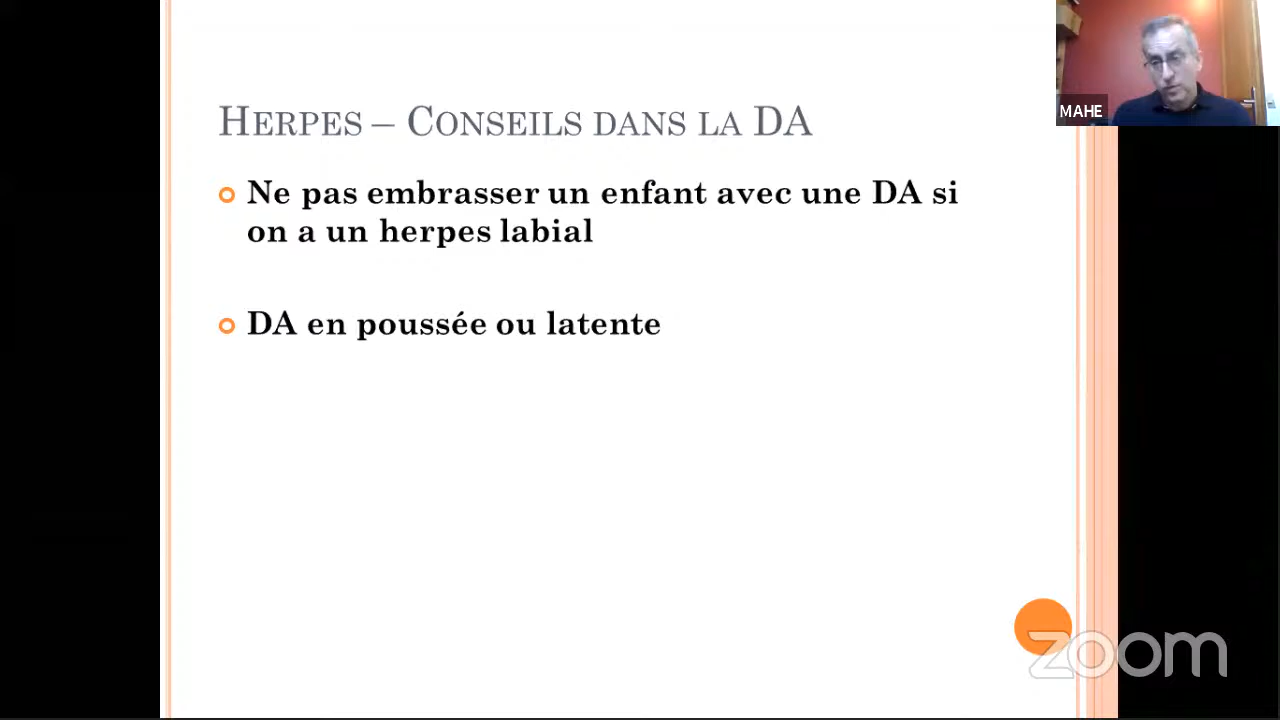 MAHE
HERPES – CONSEILS DANS LA DA
Ne pas embrasser un enfant avec une DA si
on a un herpes labial
DA en poussée ou latente
zoom